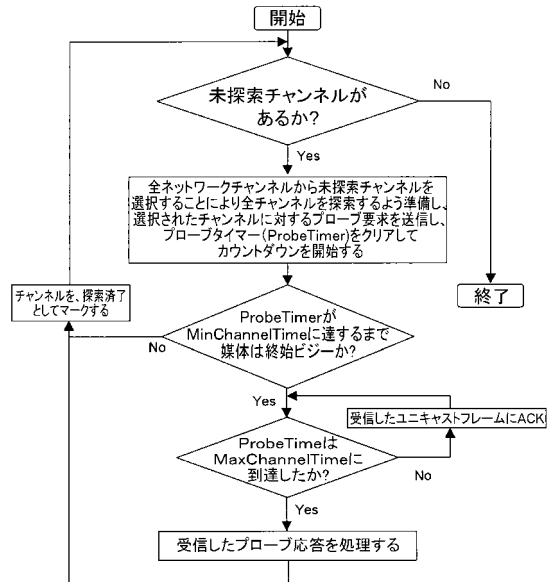 開始
未探索チャンネルが
あるか?
No
Yes
全ネットワークチャンネルから未探索チャンネルを
選択することにより全チャンネルを探索するよう準備し、
選択されたチャンネルに対するプローブ要求を送信し、
プローブタイマー(ProbeTimer)をクリアして
カウントダウンを開始する
終了
チャンネルを、探索済了
としてマークする
ProbeTimerが
MinChannelTimeに達するまで
媒体は終始ビジーか?
No
Yes
受信したユニキャストフレームにACK
ProbeTimeは
MaxChannelTimeに
到達したか?
No
Yes
受信したプローブ応答を処理する